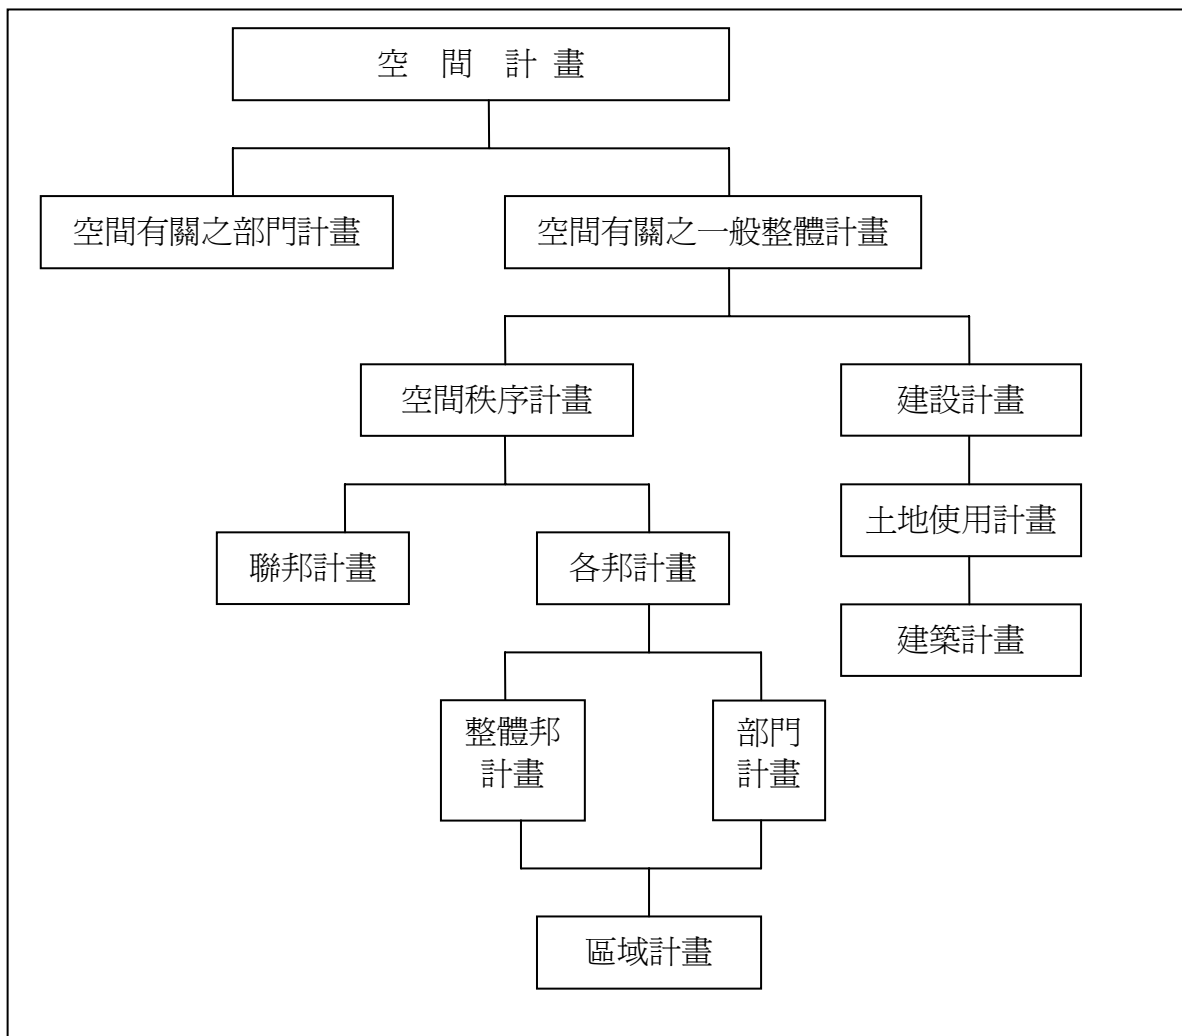 空 間 計 畫
空間有關之部門計畫
空間有關之一般整體計畫
空間秩序計畫
建設計畫
聯邦計畫
各邦計畫
土地使用計畫
建築計畫
整體邦
計畫
部門
計畫
區域計畫